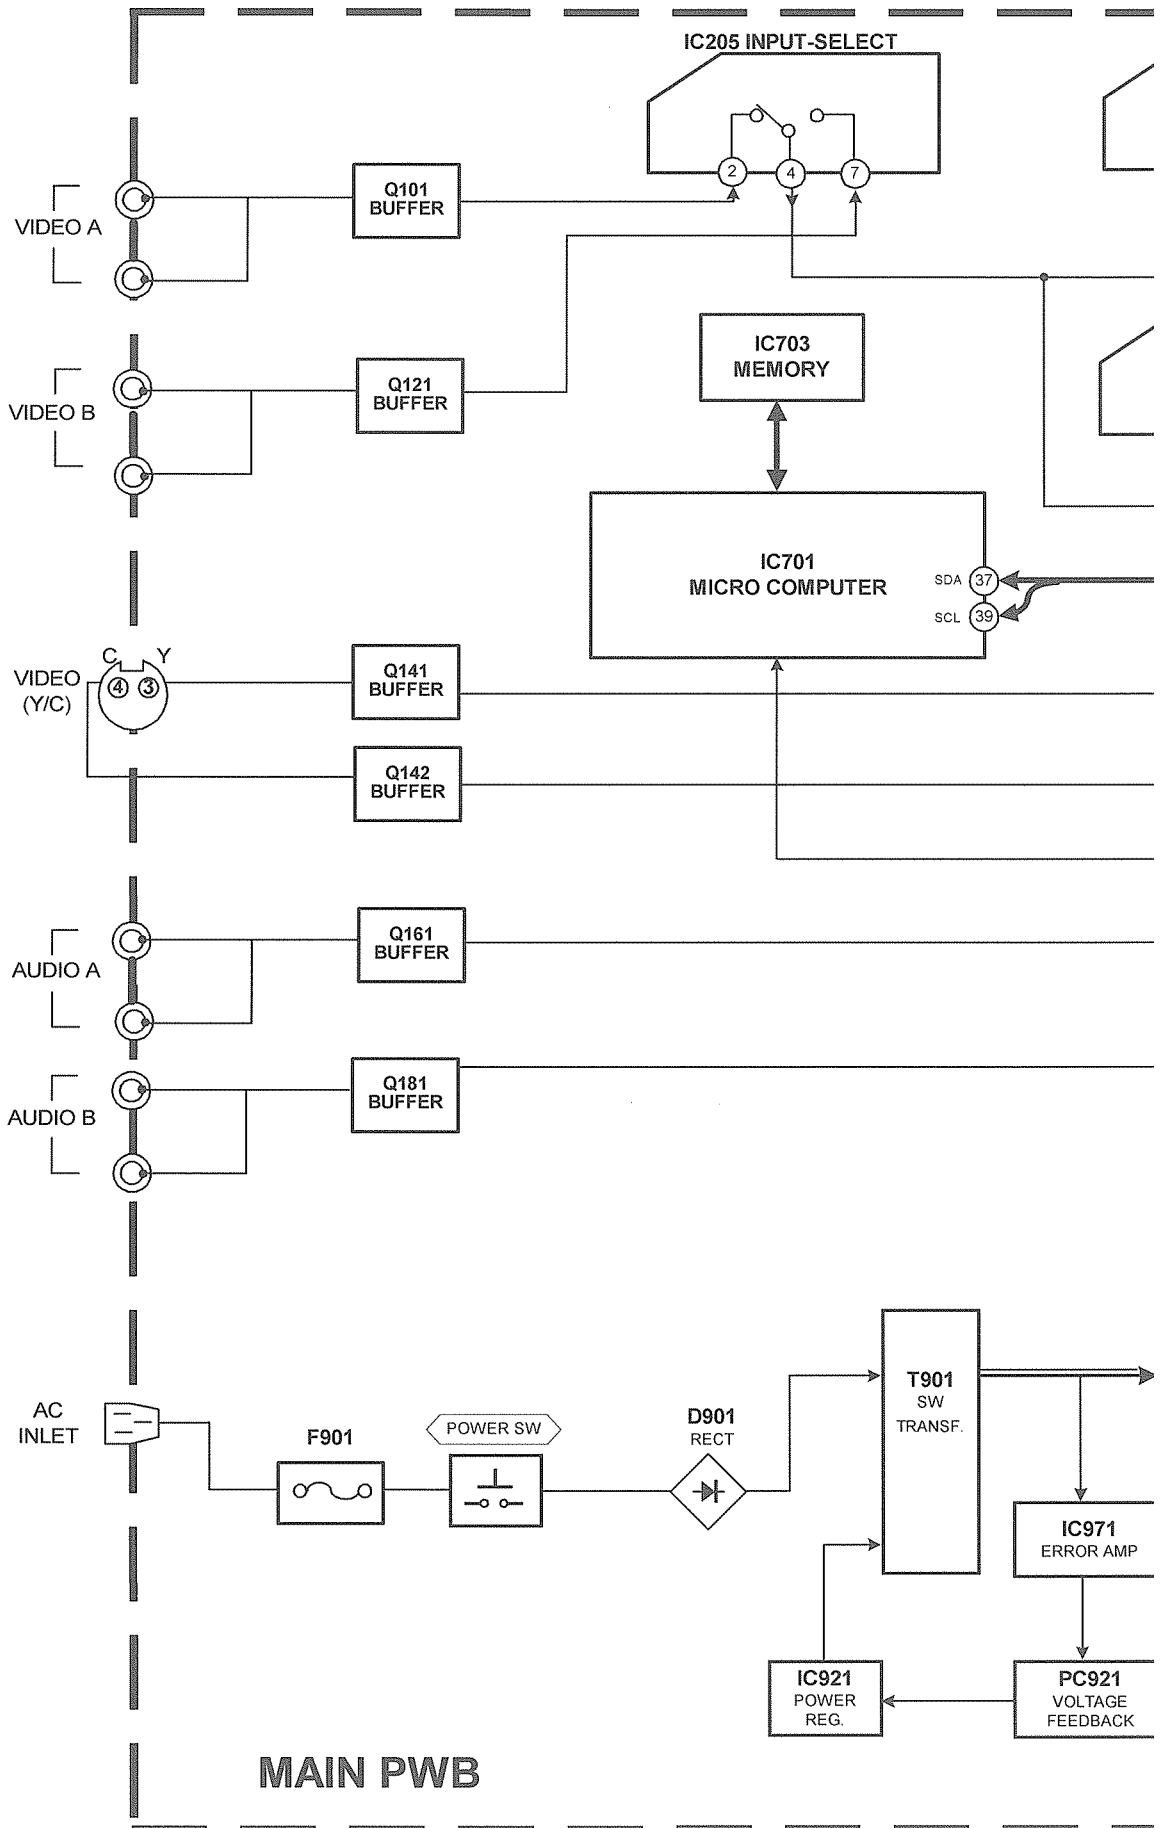 IC205 INPUT-SELECT
2
4
7
Q101
BUFFER
VIDEO A
IC703
MEMORY
Q121
BUFFER
VIDEO B
IC701
MICRO COMPUTER
SDA
37
SCL
39
C
Y
4
3
VIDEO
(Y/C)
Q141
BUFFER
Q142
BUFFER
Q161
BUFFER
AUDIO A
Q181
BUFFER
AUDIO B
AC
INLET
F901
POWER SW
D901
RECT
T901
SW
TRANSF.
IC971
ERROR AMP
IC921
POWER
REG.
PC921
VOLTAGE
FEEDBACK
MAIN PWB